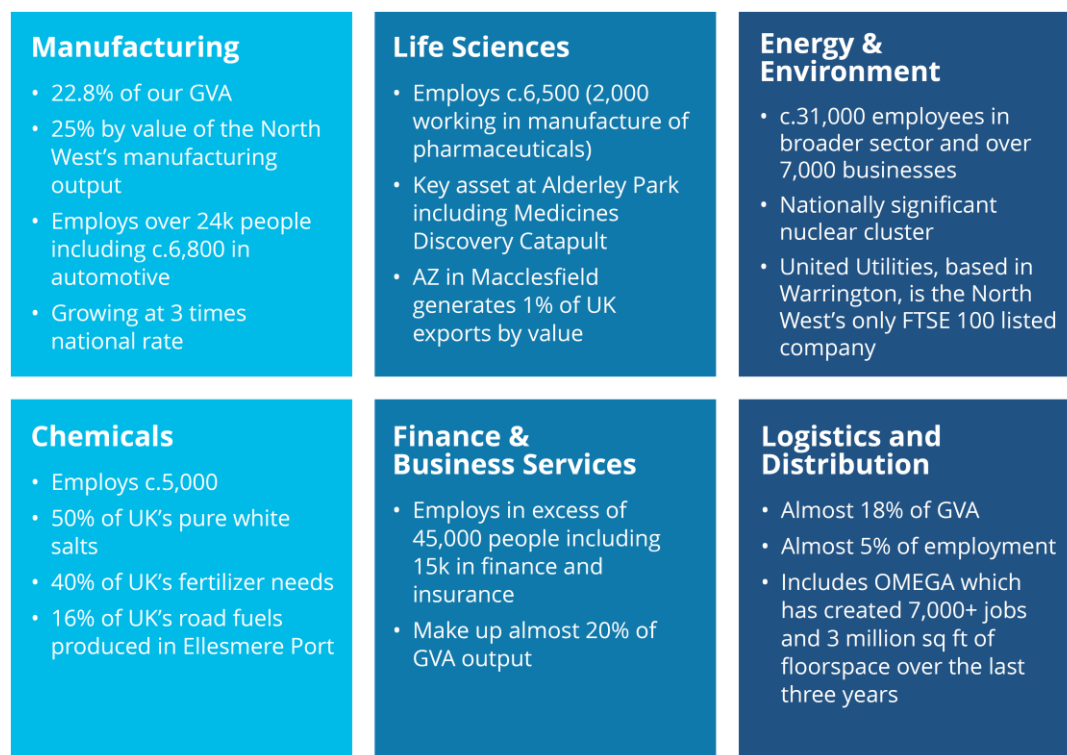 Manufacturing
• 22.8% of our GVA
• 25% by value of the North
West's manufacturing
output
• Employs over 24k people
including c.6,800 in
automotive
• Growing at 3 times
national rate
Life Sciences
• Employs c.6,500 (2,000
working in manufacture of
pharmaceuticals)
• Key asset at Alderley Park
including Medicines
Discovery Catapult
• AZ in Macclesfield
generates 1% of UK
exports by value
Energy &
Environment
• c.31,000 employees in
broader sector and over
7,000 businesses
• Nationally significant
nuclear cluster
• United Utilities, based in
Warrington, is the North
West's only FTSE 100 listed
company
Chemicals
• Employs c.5,000
• 50% of UK's pure white
salts
• 40% of UK's fertilizer needs
• 16% of UK's road fuels
produced in Ellesmere Port
Finance &
Business Services
• Employs in excess of
45,000 people including
15k in finance and
insurance
• Make up almost 20% of
GVA output
Logistics and
Distribution
• Almost 18% of GVA
• Almost 5% of employment
• Includes OMEGA which
has created 7,000+ jobs
and 3 million sq ft of
floorspace over the last
three years